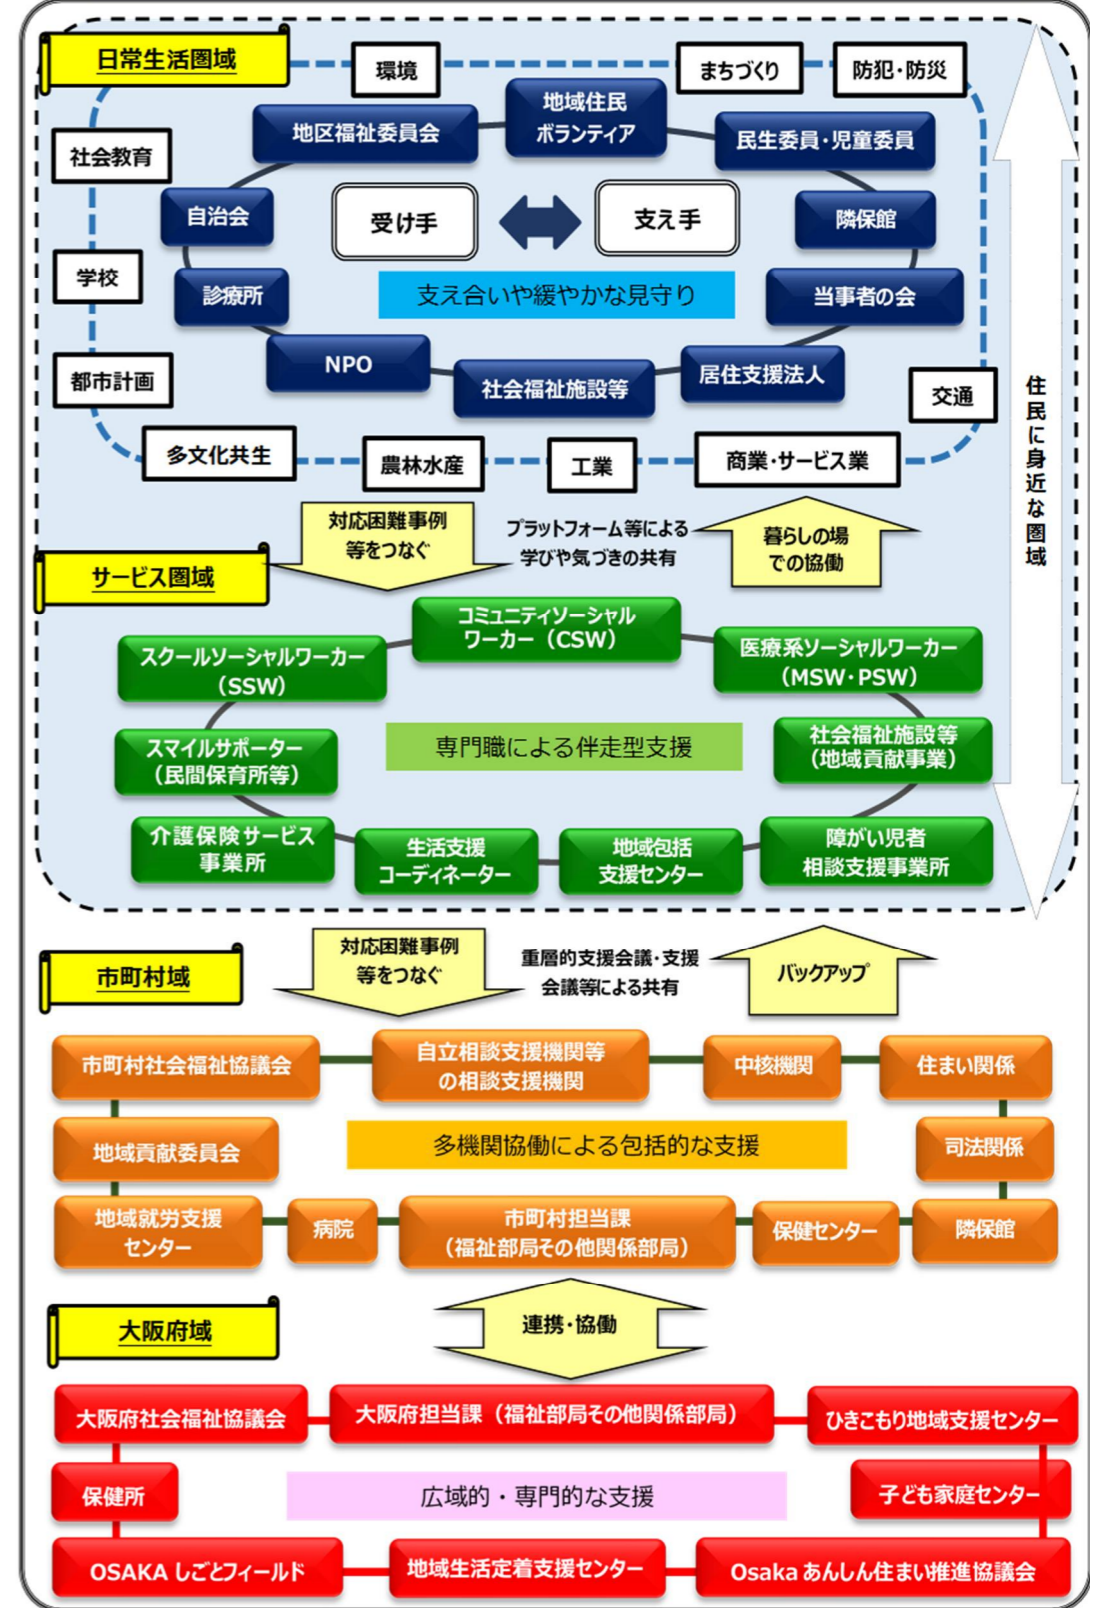 日常生活圏域
環境
まちづくり
防犯・防災
地域住民
ボランティア
地区福祉委員会
民生委員・児童委員
社会教育
自治会
受け手
支え手
隣保館
学校
診療所
支え合いや緩やかな見守り
当事者の会
NPO
社会福祉施設等
居住支援法人
都市計画
交通
多文化共生
農林水産
工業
商業・サービス業
住民に身近な圏域
対応困難事例
等をつなぐ
プラットフォーム等による
学びや気づきの共有
暮らしの場
での協働
サービス圏域
コミュニティソーシャル
ワーカー（CSW）
スクールソーシャルワーカー
（SSW）
医療系ソーシャルワーカー
（MSW・PSW）
スマイルサポーター
（民間保育所等）
専門職による伴走型支援
社会福祉施設等
（地域貢献事業）
介護保険サービス
事業所
生活支援
コーディネーター
地域包括
支援センター
障がい児者
相談支援事業所
市町村域
対応困難事例
等をつなぐ
重層的支援会議・支援
会議等による共有
バックアップ
市町村社会福祉協議会
自立相談支援機関等
の相談支援機関
中核機関
住まい関係
地域貢献委員会
多機関協働による包括的な支援
司法関係
地域就労支援
センター
病院
市町村担当課
（福祉部局その他関係部局）
保健センター
隣保館
大阪府域
連携・協働
大阪府社会福祉協議会
大阪府担当課（福祉部局その他関係部局）
ひきこもり地域支援センター
保健所
広域的・専門的な支援
子ども家庭センター
OSAKA しごとフィールド
地域生活定着支援センター
Osaka あんしん住まい推進協議会